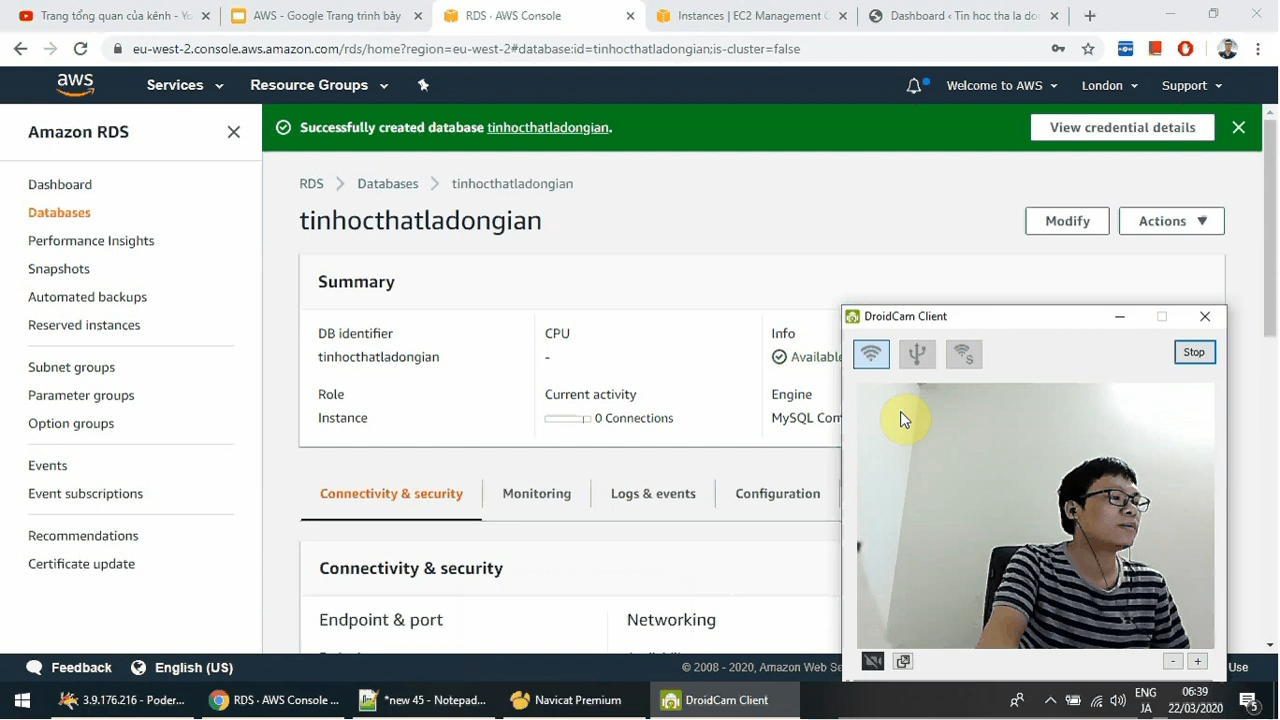 Trang tổng quan của kênh - Yo
AWS - Google Trang trình bày
RDS · AWS Console
Instances | EC2 Management C
Dashboard ‹ Tin hoc tha la do
eu-west-2.console.aws.amazon.com/rds/home?region=eu-west-2#database:id=tinhocthatladongian;is-cluster=false
aws
Services
Resource Groups
Welcome to AWS
London
Support
Amazon RDS
Successfully created database tinhocthatladongian.
View credential details
Dashboard
Databases
Performance Insights
Snapshots
Automated backups
Reserved instances
Subnet groups
Parameter groups
Option groups
Events
Event subscriptions
Recommendations
Certificate update
RDS
Databases
tinhocthatladongian
tinhocthatladongian
Modify
Actions
Summary
DB identifier
tinhocthatladongian
CPU
-
Info
Available
Role
Instance
Current activity
0 Connections
Engine
MySQL Com
Connectivity & security
Monitoring
Logs & events
Configuration
Connectivity & security
Endpoint & port
Networking
DroidCam Client
S
Stop
-
+
Feedback
English (US)
© 2008 - 2020, Amazon Web Se
Use
3.9.176.216 - Poder...
RDS - AWS Console ...
*new 45 - Notepad...
Navicat Premium
DroidCam Client
ENG
JA
06:39
22/03/2020
5